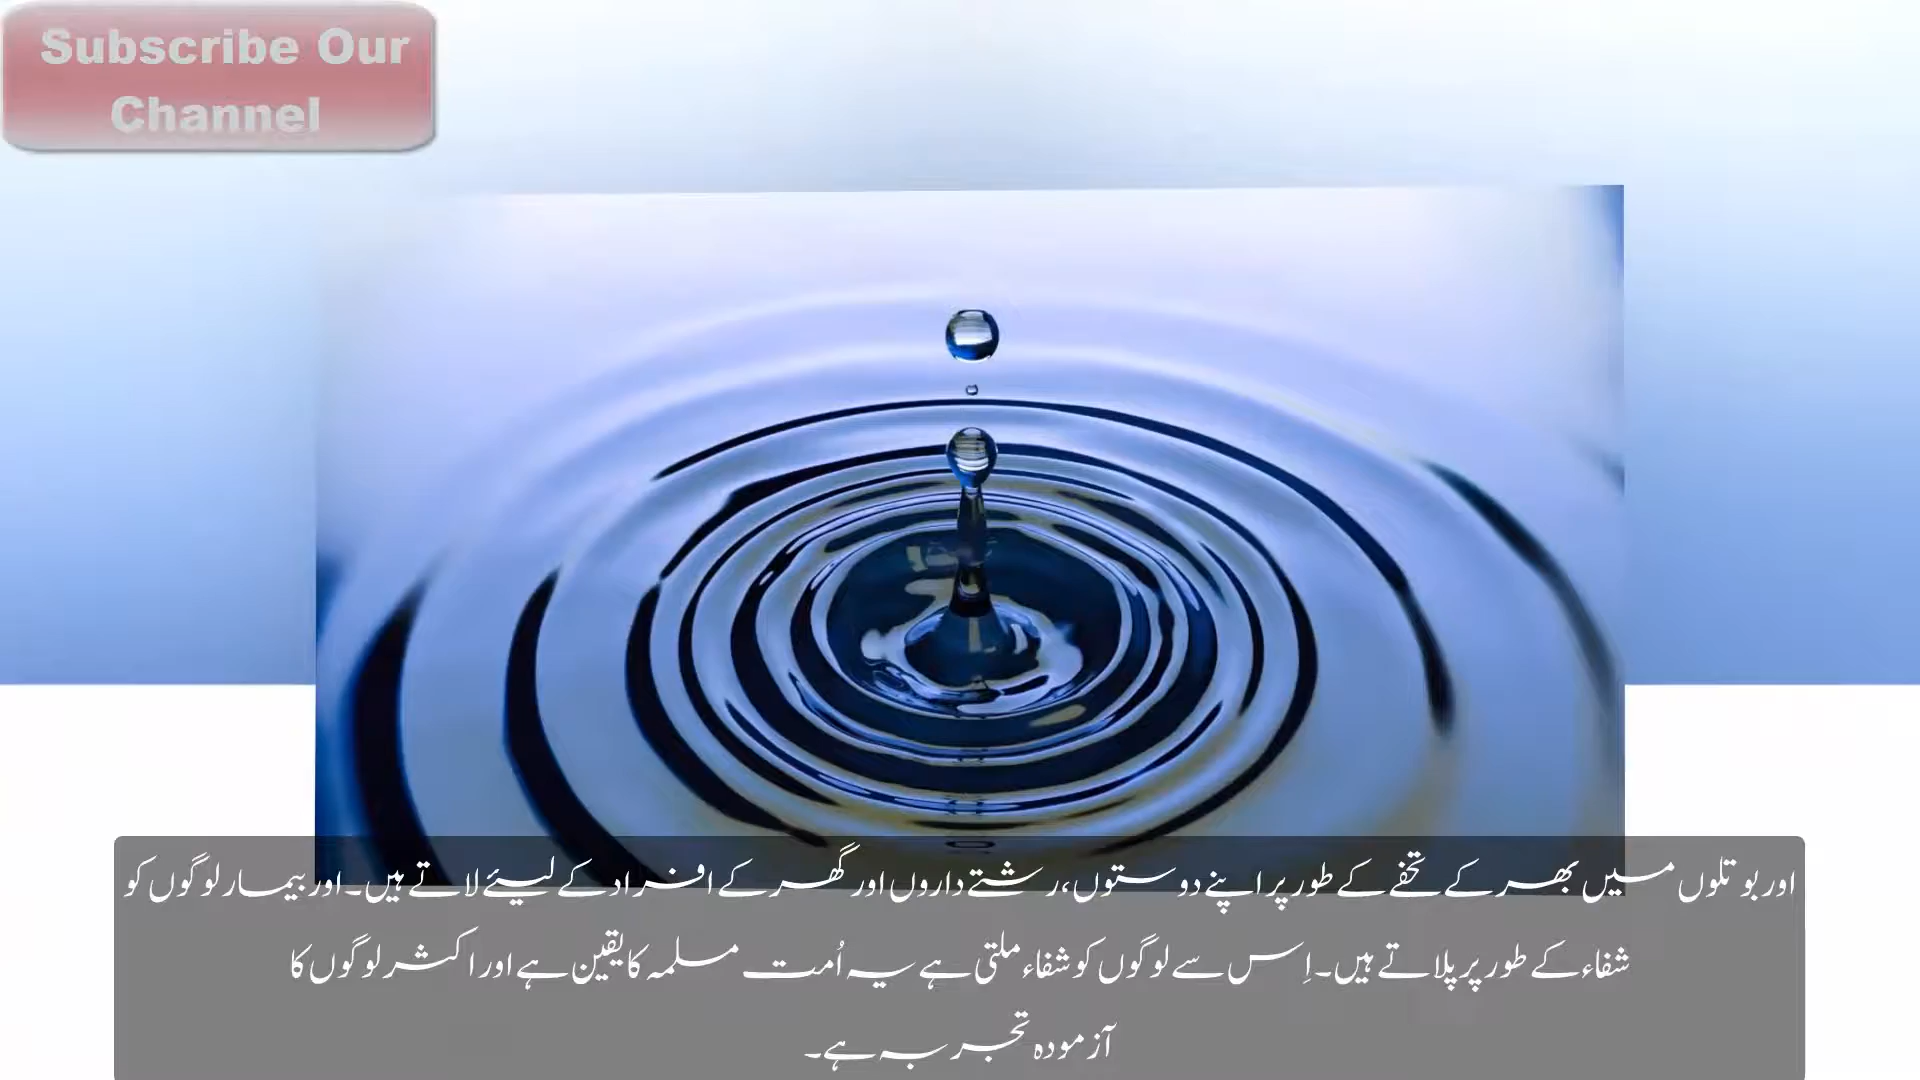 Subscribe Our
Channel
اور بوتلوں میں بھر کے تحفے کے طور پر اپنے دوستوں، رشتے داروں اور گھر کے افراد کے لیئے لاتے ہیں۔ اور بیمار لوگوں کو
شفاء کے طور پر پلاتے ہیں۔ اِس سے لوگوں کو شفاء ملتی ہے یہ اُمت مسلمہ کا یقین ہے اور اکثر لوگوں کا
آزمودہ تجربہ ہے۔